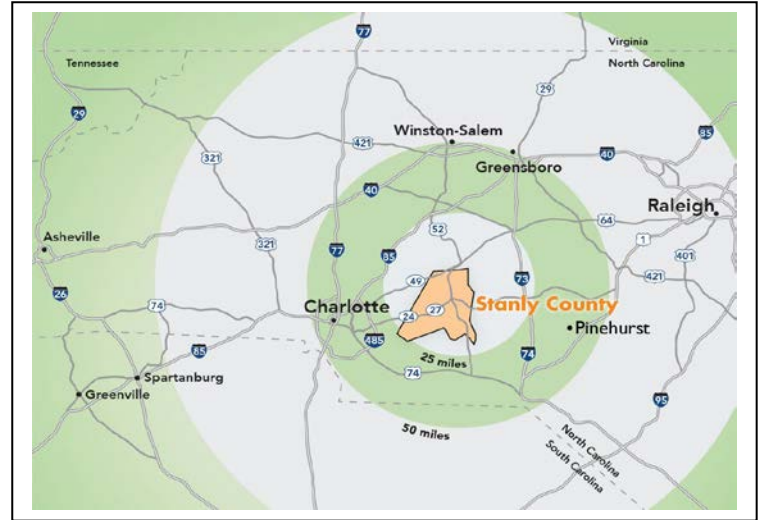 77
Virginia
North Carolina
Tennessee
29
29
Winston-Salem
421
85
321
Greensboro
40
40
Raleigh
64
52
1
Asheville
321
77
85
401
421
49
73
26
Stanly County
74
Charlotte
24
27
Pinehurst
485
85
25 miles
74
74
Spartanburg
Greenville
95
50 miles
North Carolina
South Carolina